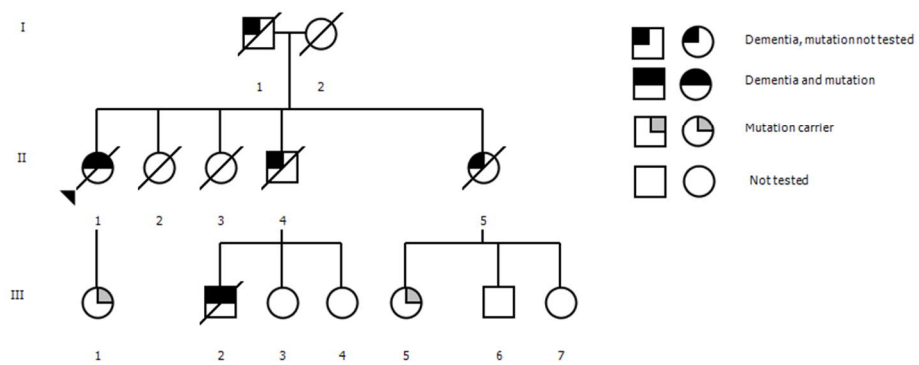 I
1 2
II
1 2 3 4 5
III
1 2 3 4 5 6 7
Dementia, mutation not tested
Dementia and mutation
Mutation carrier
Not tested